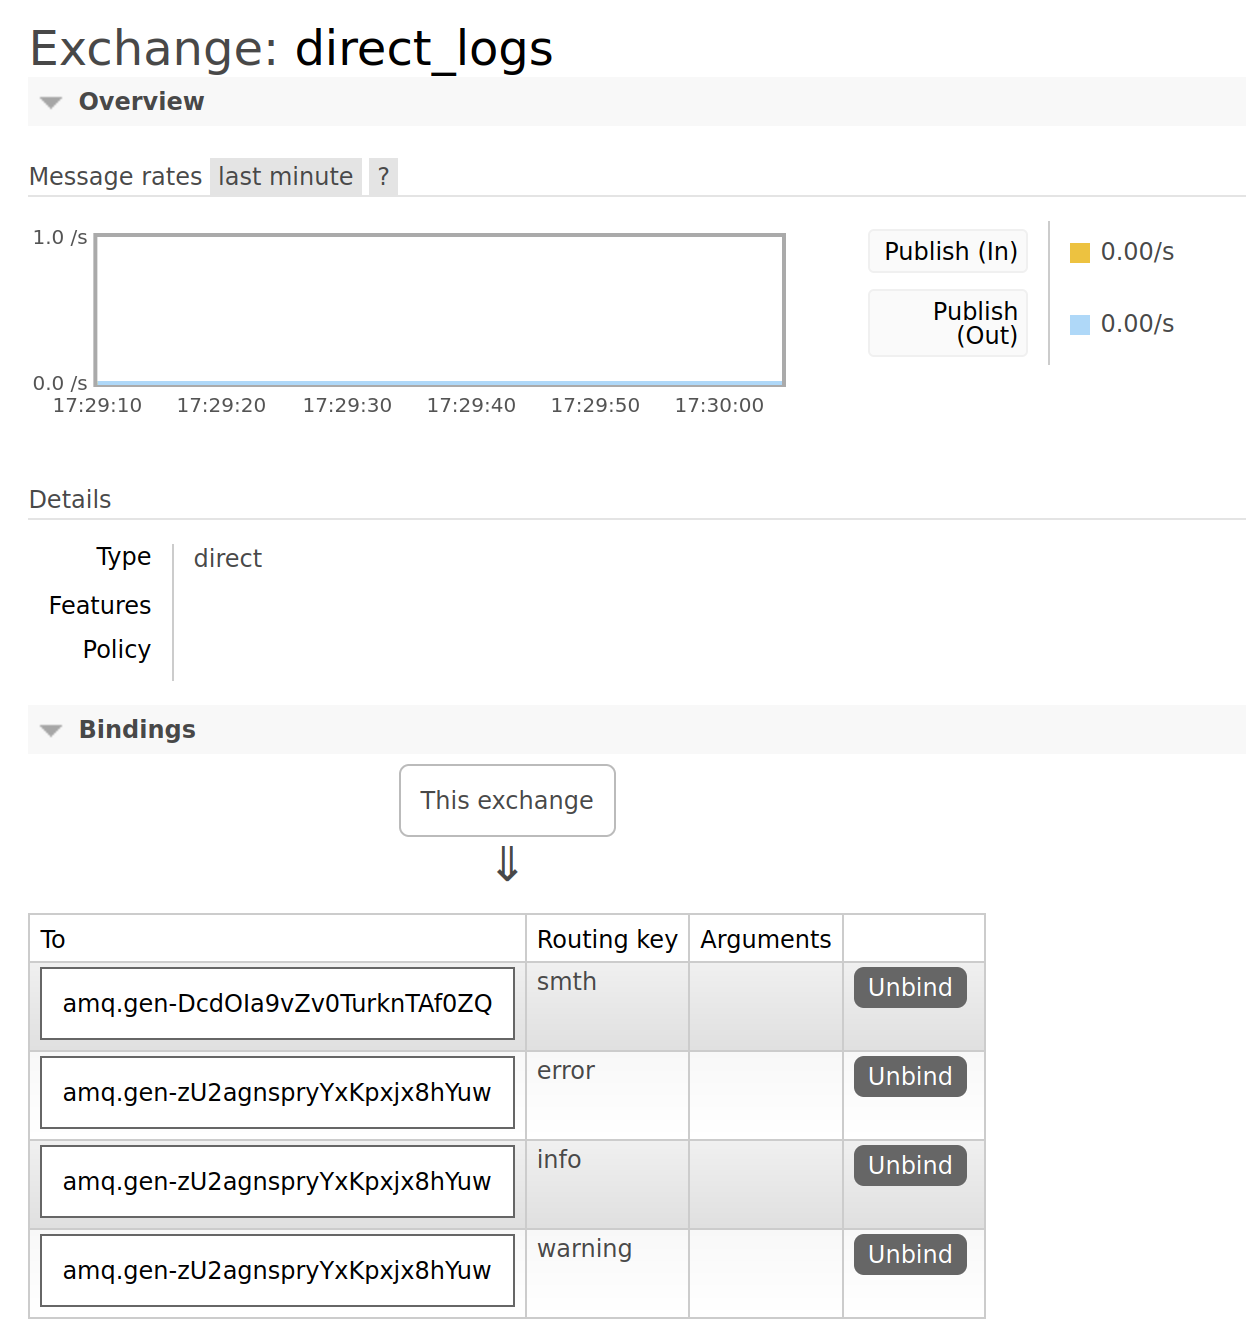 Exchange: direct_logs
Overview
Message rates last minute ?
1.0 /s
0.0 /s
17:29:10 17:29:20 17:29:30 17:29:40 17:29:50 17:30:00
Publish (In) 0.00/s
Publish
(Out) 0.00/s
Details
Type direct
Features
Policy
Bindings
This exchange
⇓
To Routing key Arguments
amq.gen-DcdOIa9vZv0TurknTAf0ZQ smth Unbind
amq.gen-zU2agnspryYxKpxjx8hYuw error Unbind
amq.gen-zU2agnspryYxKpxjx8hYuw info Unbind
amq.gen-zU2agnspryYxKpxjx8hYuw warning Unbind